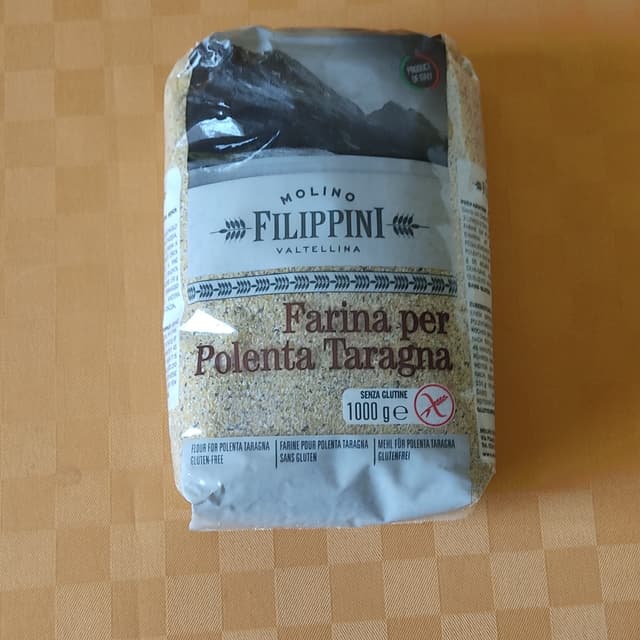 PRODUCT
OF ITALY
MOLINO
FILIPPINI
VALTELLINA
Farina per
Polenta Taragna
SENZA GLUTINE
1000 g e
FLOUR FOR POLENTA TARAGNA
GLUTEN-FREE
FARINE POUR POLENTA TARAGNA
SANS GLUTEN
MEHL FÜR POLENTA TARAGNA
GLUTENFREI